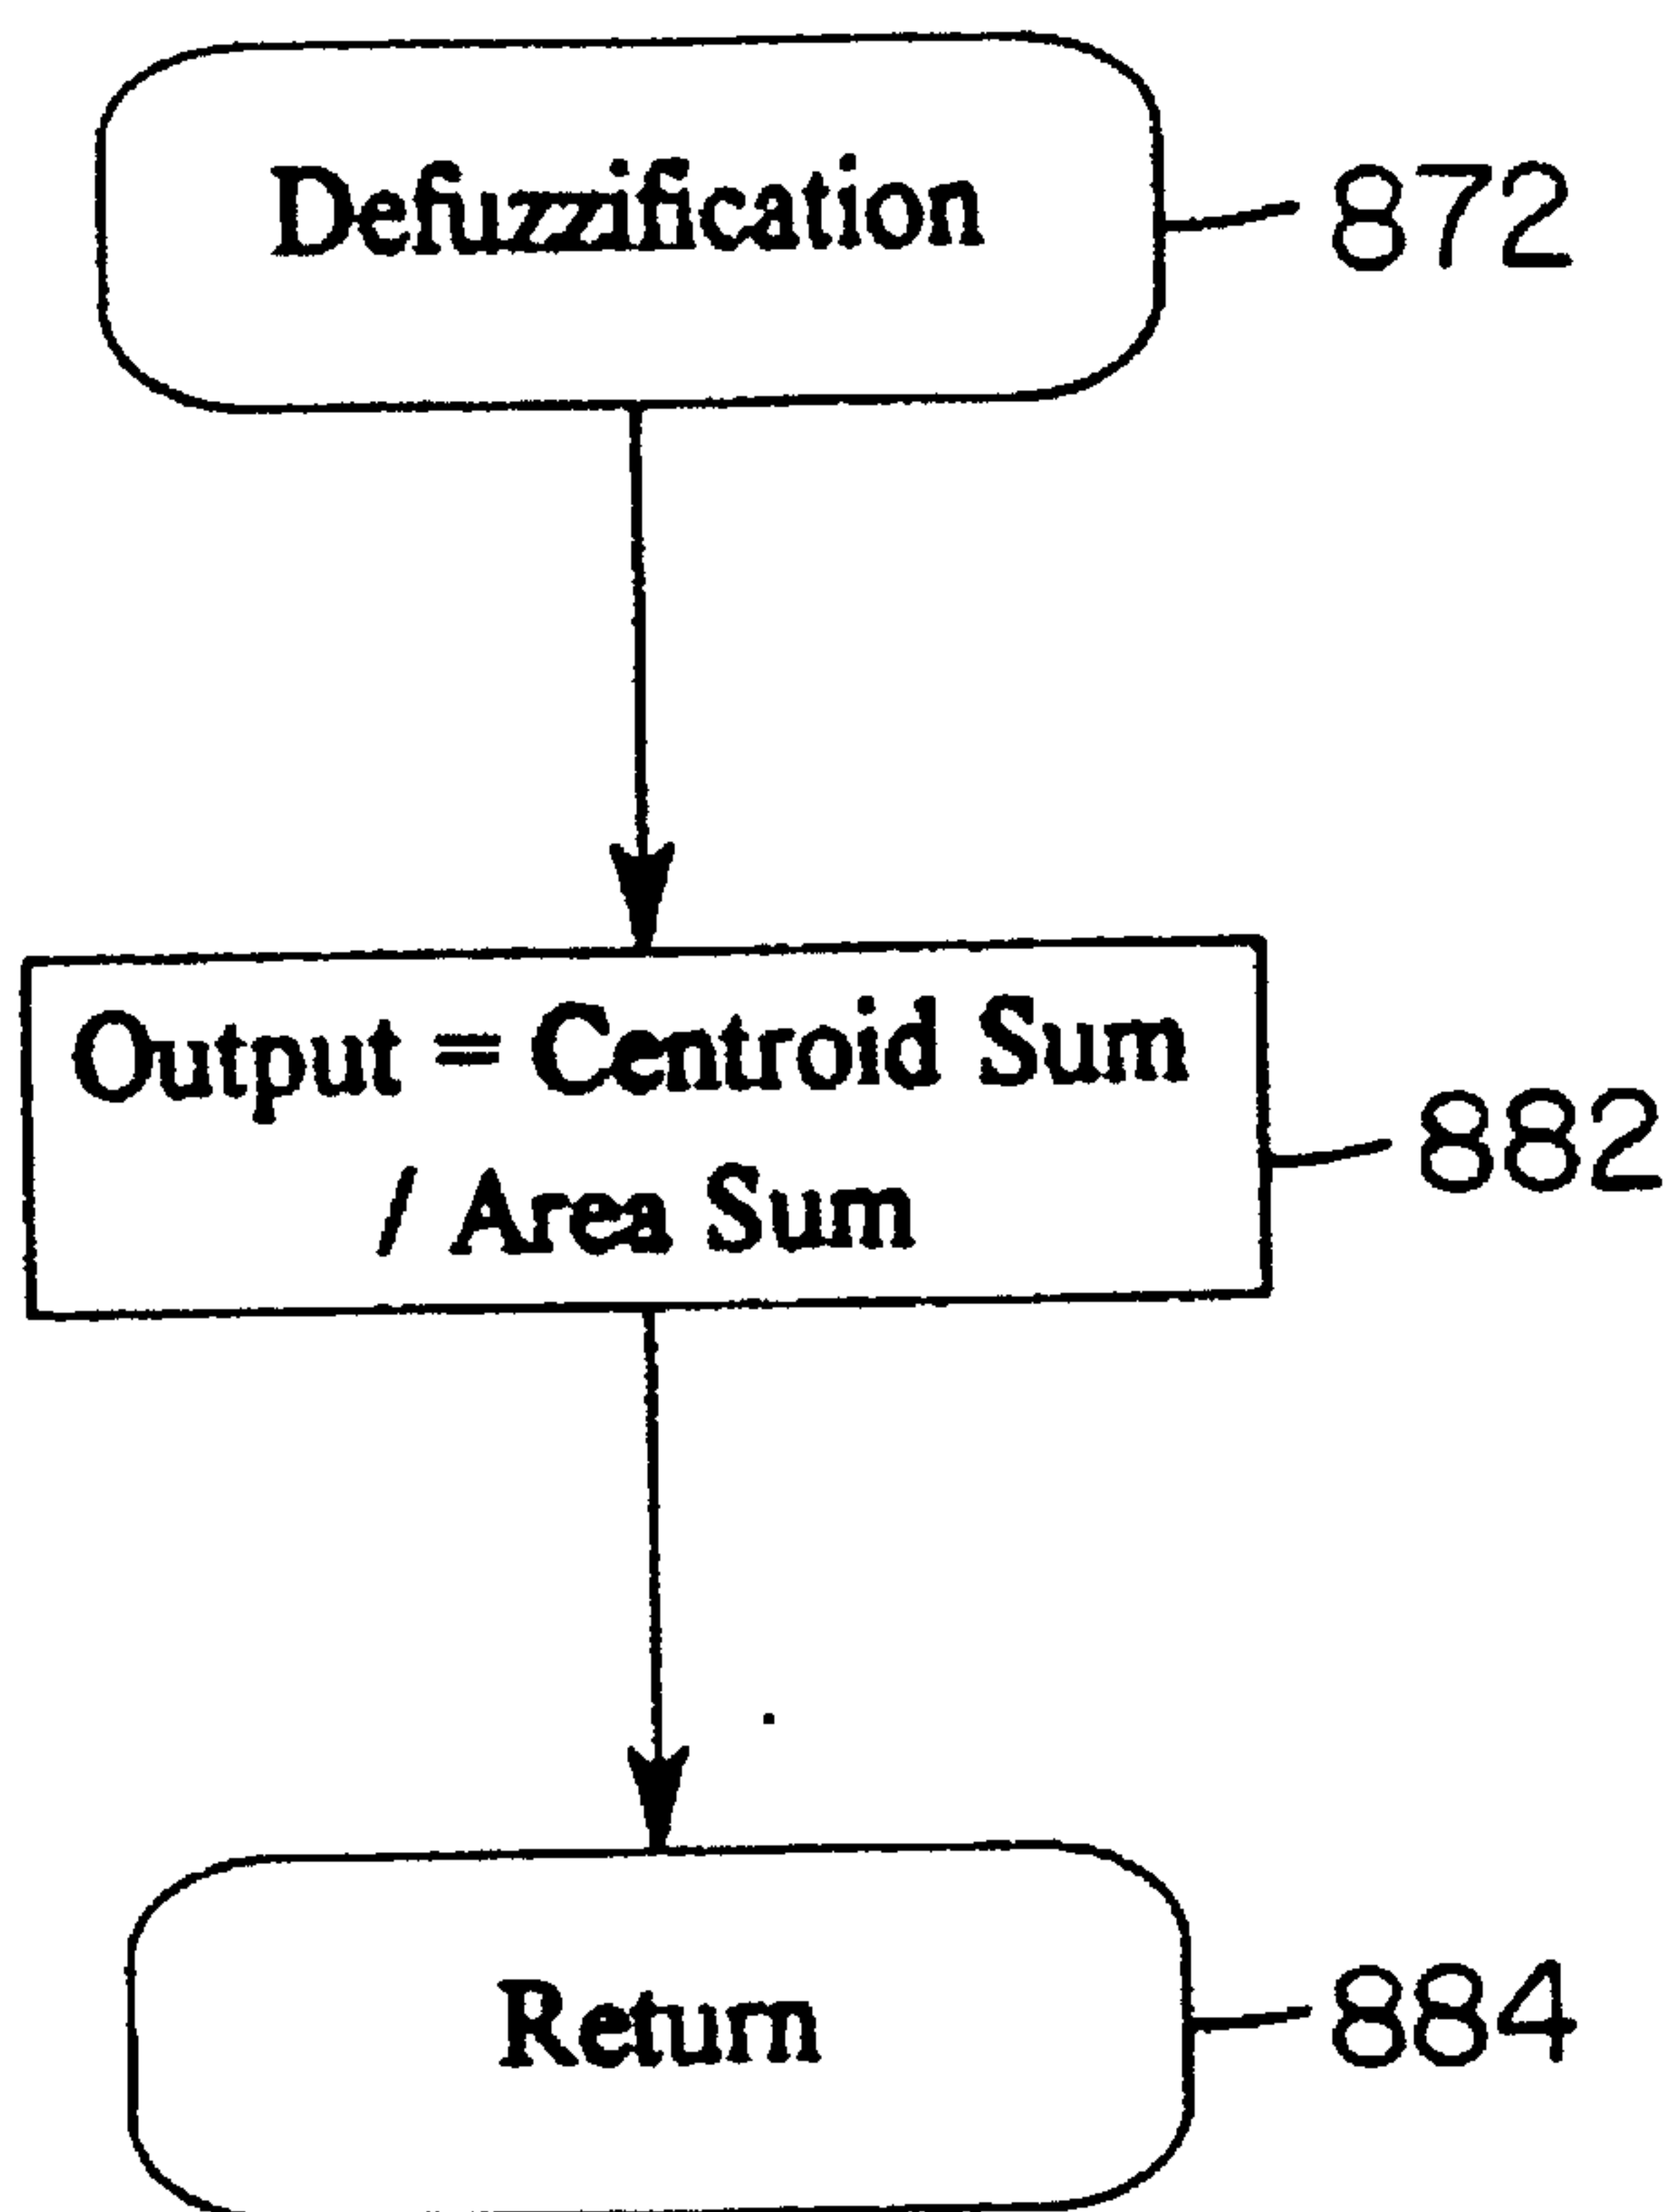 Defuzzification
872
Output = Centroid Sum
/ Area Sum
882
Return
884